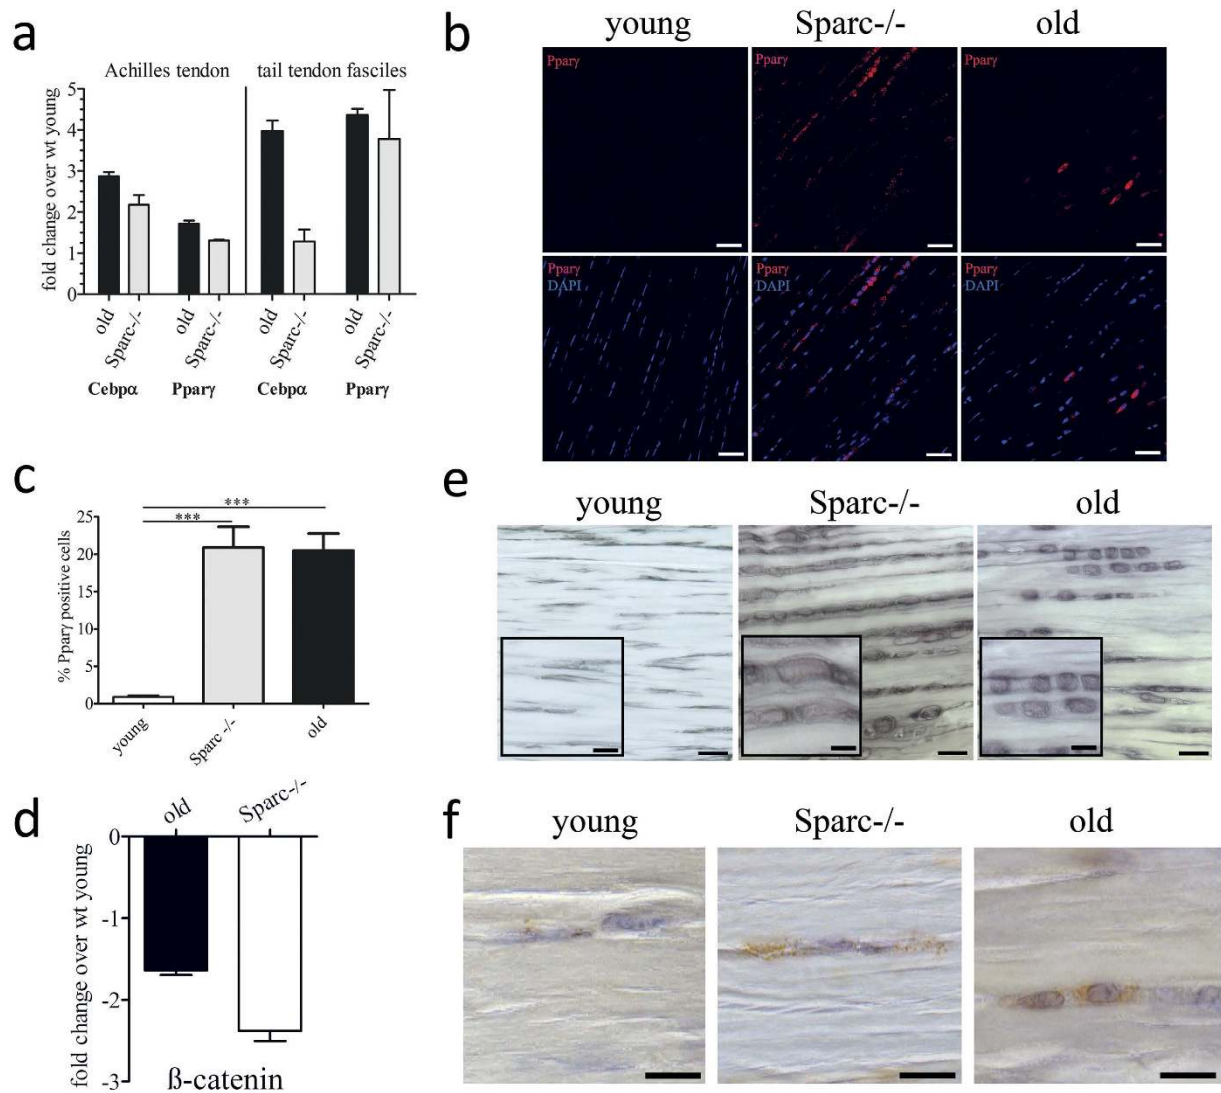 a
Achilles tendon
tail tendon fasciles
fold change over wt young
5
4
3
2
1
0
old
Sparc-/-
old
Sparc-/-
old
Sparc-/-
old
Sparc-/-
Cebpα
Pparγ
Cebpα
Pparγ
b
young
Sparc-/-
old
Pparγ
Pparγ
Pparγ
Pparγ
DAPI
Pparγ
DAPI
Pparγ
DAPI
c
***
***
% Pparγ positive cells
25
20
15
10
5
0
young
Sparc -/-
old
d
old
Sparc-/-
fold change over wt young
0
-1
-2
-3
ß-catenin
e
young
Sparc-/-
old
f
young
Sparc-/-
old